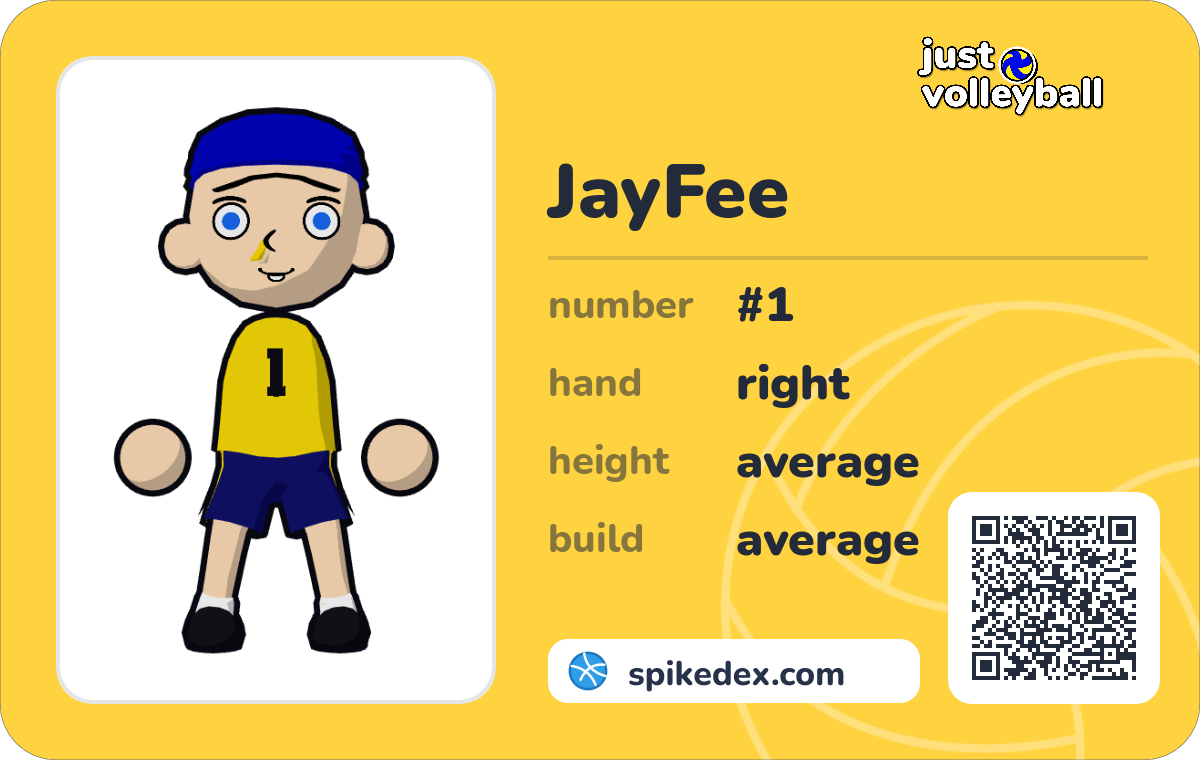 just
volleyball
JayFee
number #1
hand right
height average
build average
1
spikedex.com